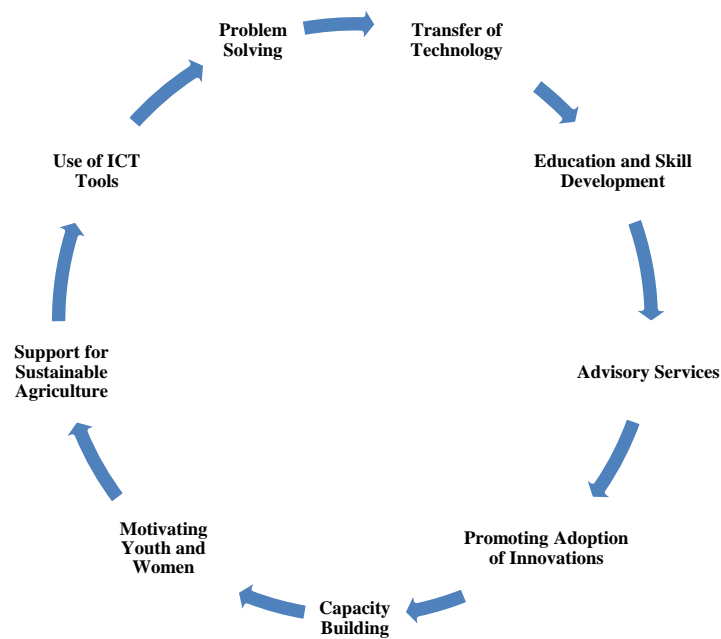 Problem
Solving
Transfer of
Technology
Education and Skill
Development
Advisory Services
Promoting Adoption
of Innovations
Capacity
Building
Motivating
Youth and
Women
Support for
Sustainable
Agriculture
Use of ICT
Tools